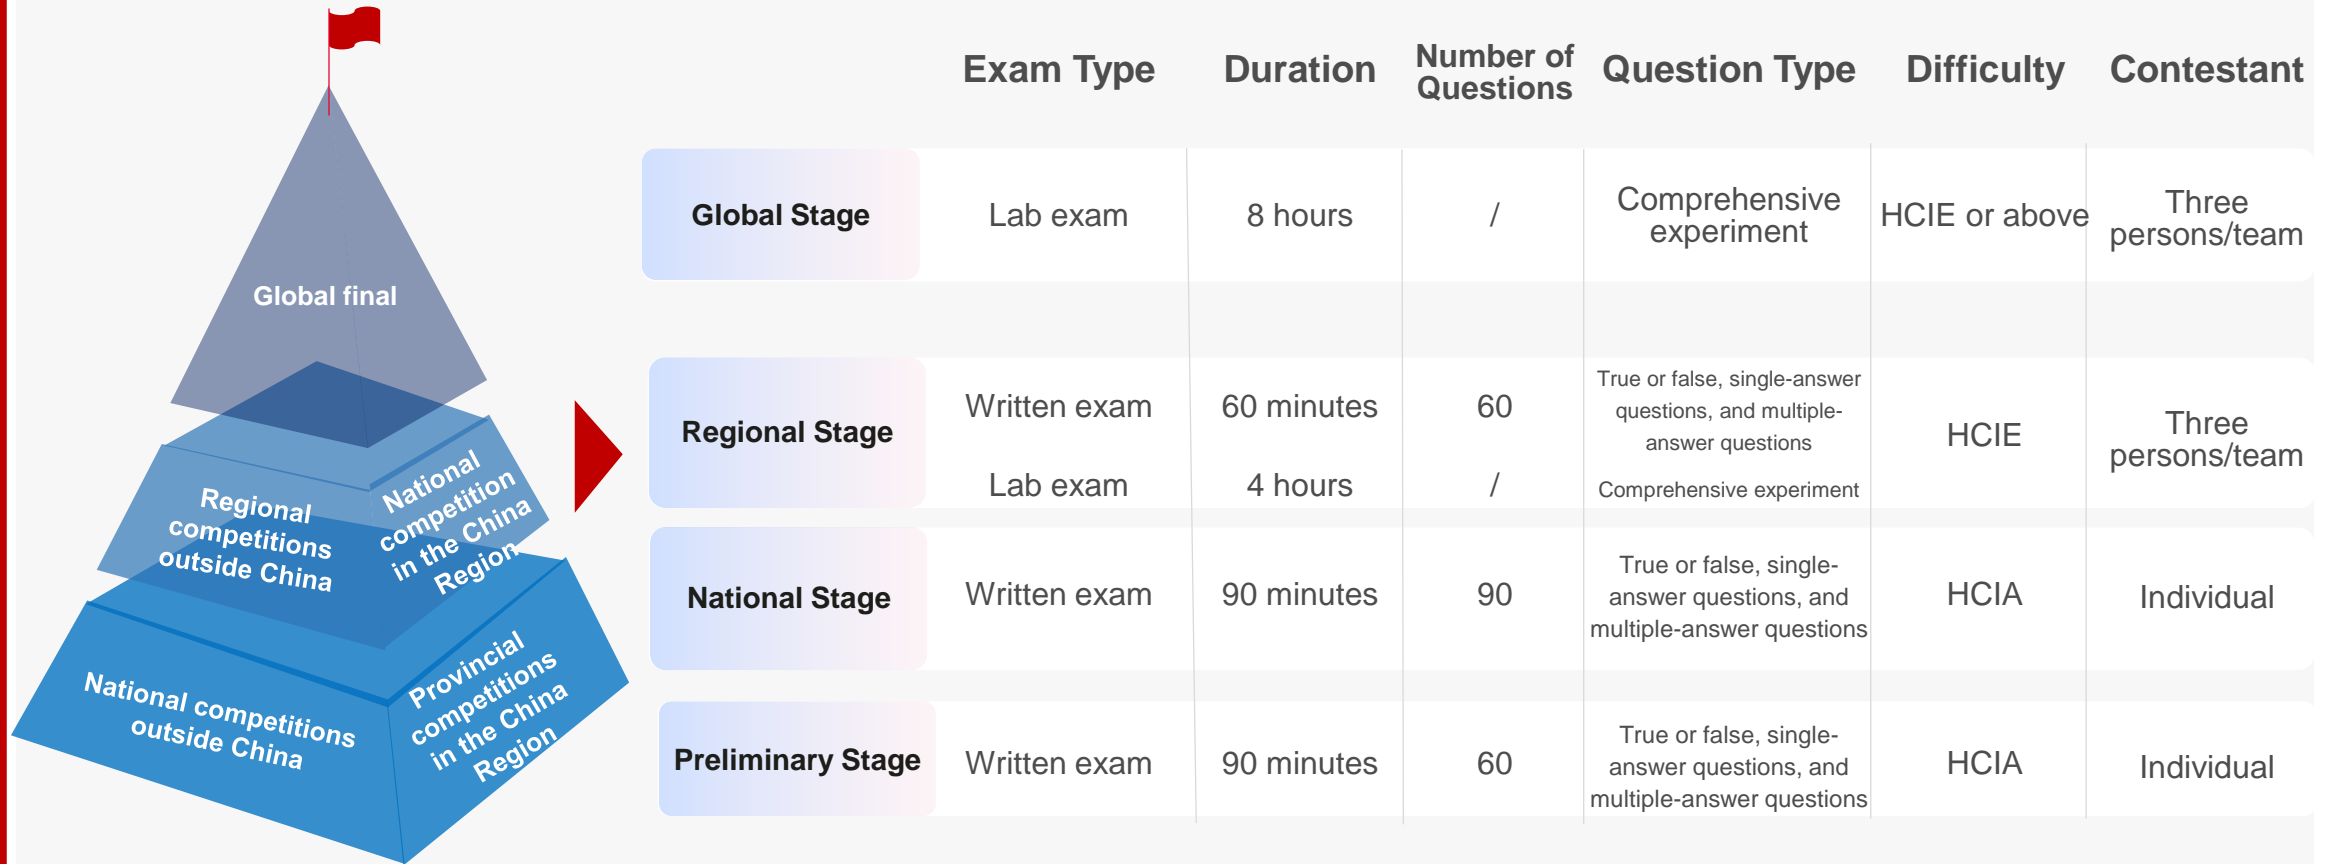 Exam Type
Duration
Number of
Questions
Question Type
Difficulty
Contestant
Global Stage
Lab exam
8 hours
/
Comprehensive
experiment
HCIE or above
Three
persons/team
Regional Stage
Written exam
60 minutes
60
True or false, single-answer
questions, and multiple-
answer questions
Lab exam
4 hours
/
Comprehensive experiment
HCIE
Three
persons/team
National Stage
Written exam
90 minutes
90
True or false, single-
answer questions, and
multiple-answer questions
HCIA
Individual
Preliminary Stage
Written exam
90 minutes
60
True or false, single-
answer questions, and
multiple-answer questions
HCIA
Individual
Global final
Regional
competitions
outside China
National
competition
in the China
Region
National competitions
outside China
Provincial
competitions
in the China
Region